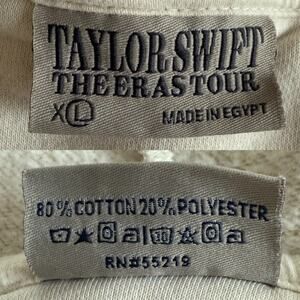 TAYLOR SWIFT
THE ERAS TOUR
XL MADE IN EGYPT
80% COTTON 20% POLYESTER
RN#55219